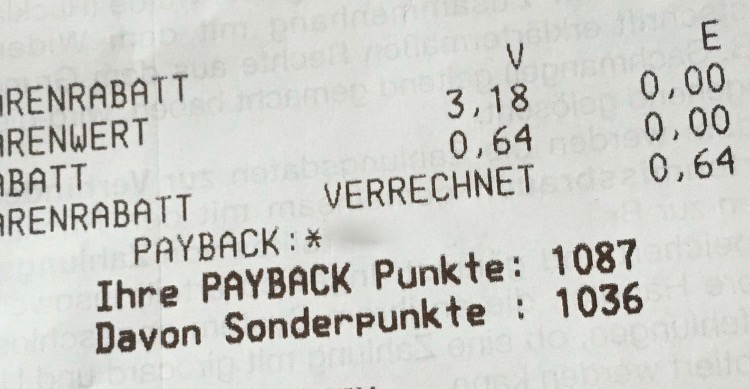 V E
ARENRABATT 3,18 0,00
ARENWERT 0,64 0,00
ABATT VERRECHNET 0,64
ARENRABATT
PAYBACK:*
Ihre PAYBACK Punkte: 1087
Davon Sonderpunkte : 1036